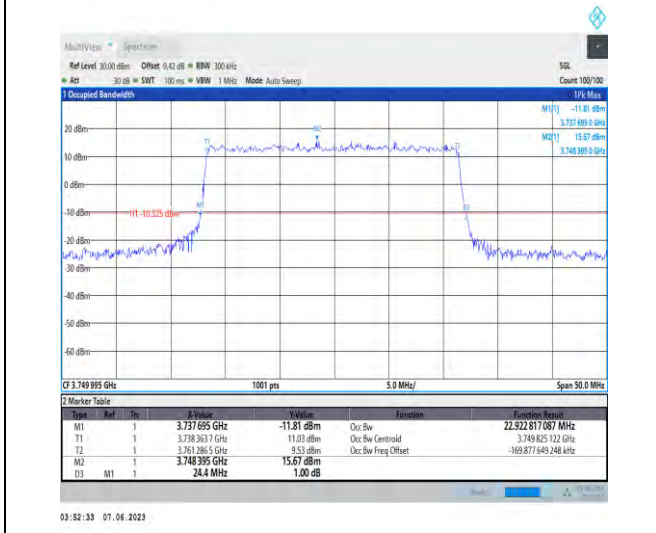 MultiView Spectrum
Ref Level 30.00 dBm Offset 9.42 dB RBW 300 kHz SGL
Att 30 dB SWT 100 ms VBW 1 MHz Mode Auto Sweep Count 100/100
1 Occupied Bandwidth 1Pk Max
M1[1] -11.81 dBm
3.737 695 0 GHz
20 dBm M2[1] 15.67 dBm
3.748 395 0 GHz
M2
T1
T2
10 dBm
0 dBm
M1
D3
-10 dBm H1 -10.325 dBm
-20 dBm
-30 dBm
-40 dBm
-50 dBm
-60 dBm
CF 3.749 995 GHz 1001 pts 5.0 MHz/ Span 50.0 MHz
2 Marker Table
Type Ref Trc X-Value Y-Value Function Function Result
M1 1 3.737 695 GHz -11.81 dBm Occ Bw 22.922 817 087 MHz
T1 1 3.738 363 7 GHz 11.03 dBm Occ Bw Centroid 3.749 825 122 GHz
T2 1 3.761 286 5 GHz 9.53 dBm Occ Bw Freq Offset -169.877 649 248 kHz
M2 1 3.748 395 GHz 15.67 dBm
D3 M1 1 24.4 MHz 1.00 dB
03:52:33 07.06.2023